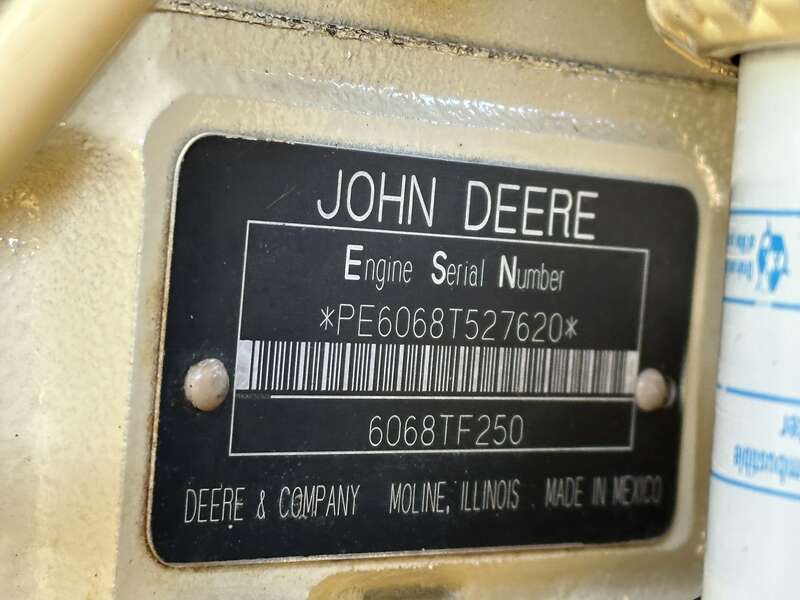 JOHN DEERE
Engine Serial Number
*PE6068T527620*
6068TF250
DEERE & COMPANY MOLINE, ILLINOIS MADE IN MEXICO